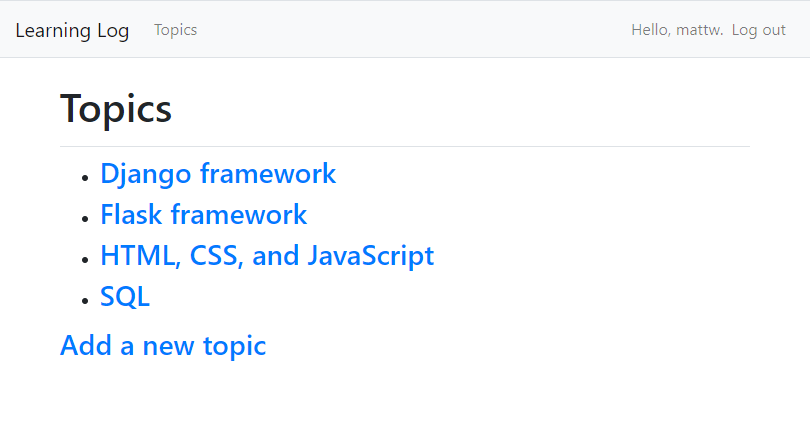 Learning Log Topics Hello, mattw. Log out
Topics
Django framework
Flask framework
HTML, CSS, and JavaScript
SQL
Add a new topic